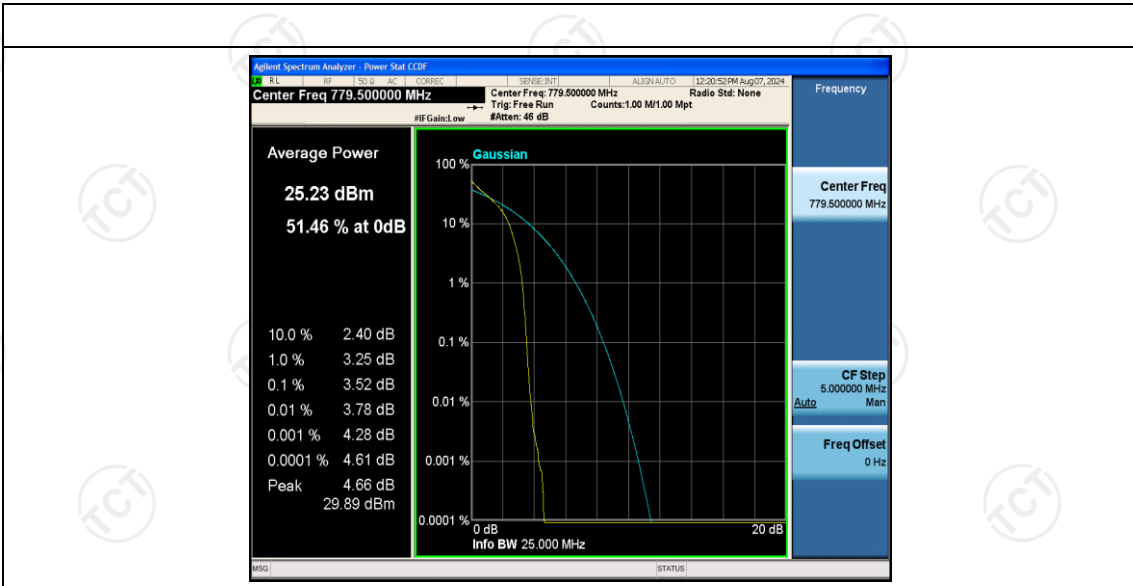 Agilent Spectrum Analyzer - Power Stat CCDF
RL RF 50 Ω AC CORREC SENSE:INT ALIGN AUTO 12:20:52 PM Aug 07, 2024
Center Freq 779.500000 MHz
Center Freq: 779.500000 MHz Radio Std: None
Trig: Free Run Counts:1.00 M/1.00 Mpt
#IFGain:Low #Atten: 46 dB
Frequency
Average Power
25.23 dBm
51.46 % at 0dB
10.0 % 2.40 dB
1.0 % 3.25 dB
0.1 % 3.52 dB
0.01 % 3.78 dB
0.001 % 4.28 dB
0.0001 % 4.61 dB
Peak 4.66 dB
29.89 dBm
Gaussian
100 %
10 %
1 %
0.1 %
0.01 %
0.001 %
0.0001 %
0 dB 20 dB
Info BW 25.000 MHz
Center Freq
779.500000 MHz
CF Step
5.000000 MHz
Auto Man
Freq Offset
0 Hz
MSG STATUS
TCT
TCT
TCT
TCT